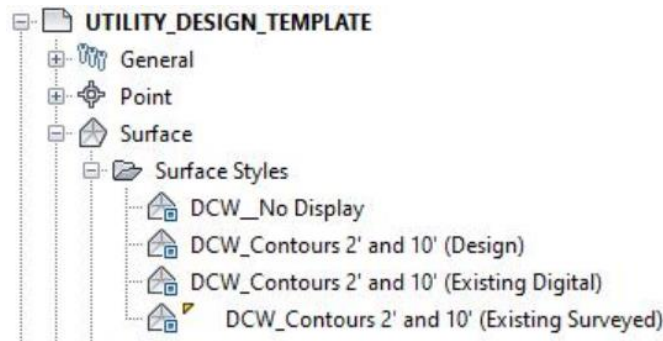 UTILITY_DESIGN_TEMPLATE
General
Point
Surface
Surface Styles
DCW__No Display
DCW_Contours 2' and 10' (Design)
DCW_Contours 2' and 10' (Existing Digital)
DCW_Contours 2' and 10' (Existing Surveyed)